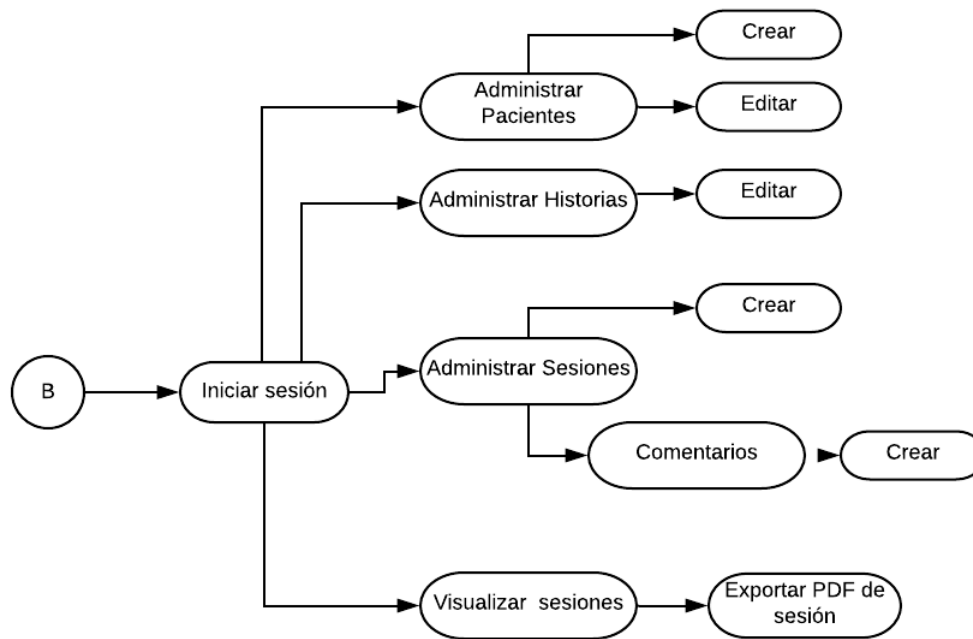 Crear
Administrar
Pacientes
Editar
Administrar Historias
Editar
Crear
Administrar Sesiones
B
Iniciar sesión
Comentarios
Crear
Visualizar sesiones
Exportar PDF de
sesión